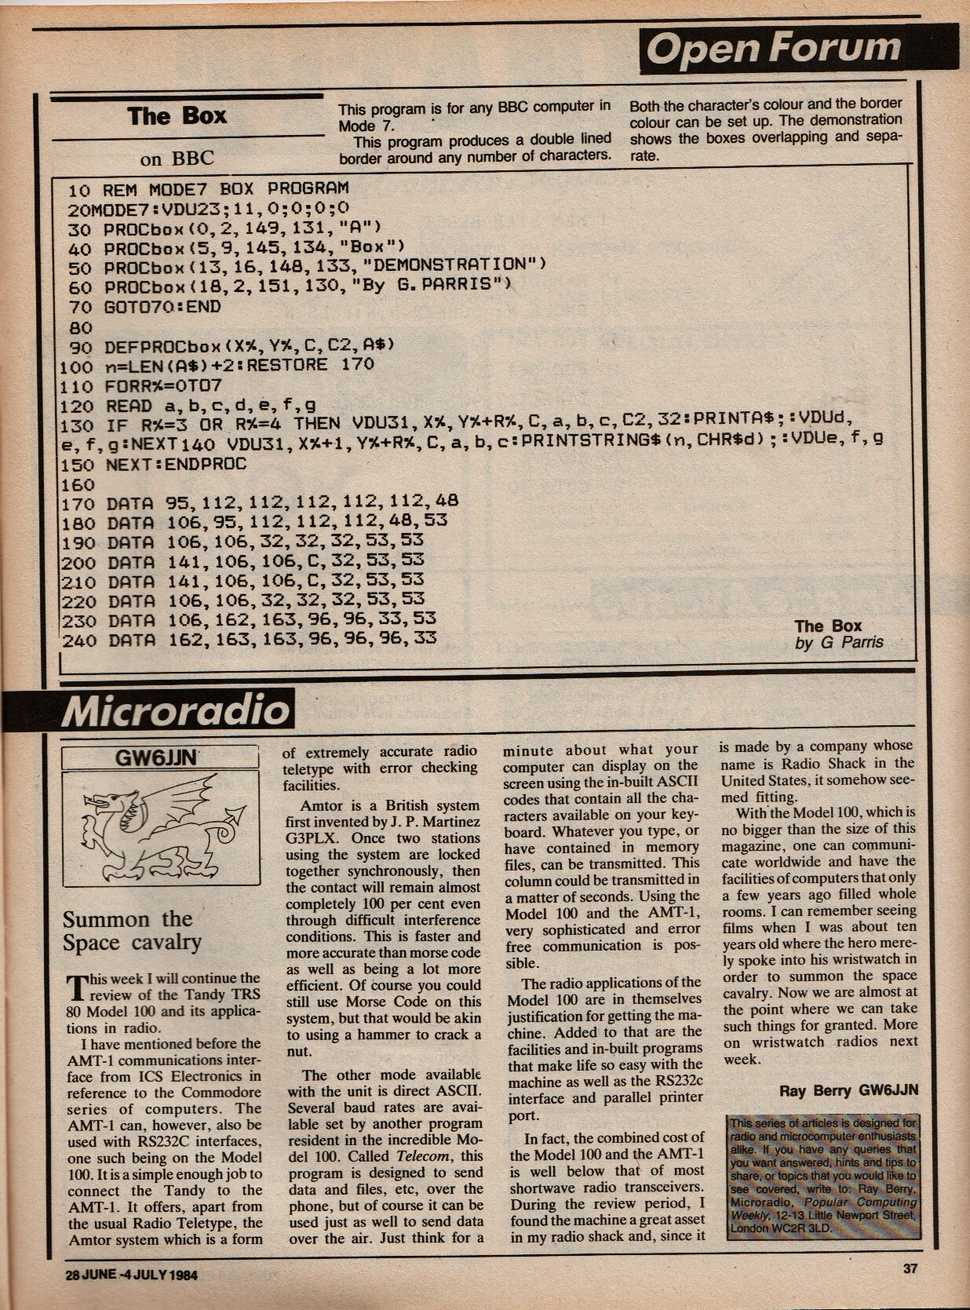 Open Forum
The Box
on BBC
This program is for any BBC computer in
Mode 7.
This program produces a double lined
border around any number of characters.
Both the character's colour and the border
colour can be set up. The demonstration
shows the boxes overlapping and sepa-
rate.
10 REM MODE7 BOX PROGRAM
20MODE7:VDU23;11,0;0;0;0
30 PROCbox(0,2,149,131,"A")
40 PROCbox(5,9,145,134,"Box")
50 PROCbox(13,16,148,133,"DEMONSTRATION")
60 PROCbox(18,2,151,130,"By G.PARRIS")
70 GOTO70:END
80
90 DEFPROCbox(X%,Y%,C,C2,A$)
100 n=LEN(A$)+2:RESTORE 170
110 FORR%=0TO7
120 READ a,b,c,d,e,f,g
130 IF R%=3 OR R%=4 THEN VDU31,X%,Y%+R%,C,a,b,c,C2,32:PRINTA$;:VDUd,
e,f,g:NEXT140 VDU31,X%+1,Y%+R%,C,a,b,c:PRINTSTRING$(n,CHR$d);:VDUe,f,g
150 NEXT:ENDPROC
160
170 DATA 95,112,112,112,112,112,48
180 DATA 106,95,112,112,112,48,53
190 DATA 106,106,32,32,32,53,53
200 DATA 141,106,106,C,32,53,53
210 DATA 141,106,106,C,32,53,53
220 DATA 106,106,32,32,32,53,53
230 DATA 106,162,163,96,96,33,53
240 DATA 162,163,163,96,96,96,33
The Box
by G Parris
Microradio
GW6JJN
Summon the
Space cavalry
This week I will continue the
review of the Tandy TRS
80 Model 100 and its applica-
tions in radio.
I have mentioned before the
AMT-1 communications inter-
face from ICS Electronics in
reference to the Commodore
series of computers. The
AMT-1 can, however, also be
used with RS232C interfaces,
one such being on the Model
100. It is a simple enough job to
connect the Tandy to the
AMT-1. It offers, apart from
the usual Radio Teletype, the
Amtor system which is a form
of extremely accurate radio
teletype with error checking
facilities.
Amtor is a British system
first invented by J. P. Martinez
G3PLX. Once two stations
using the system are locked
together synchronously, then
the contact will remain almost
completely 100 per cent even
through difficult interference
conditions. This is faster and
more accurate than morse code
as well as being a lot more
efficient. Of course you could
still use Morse Code on this
system, but that would be akin
to using a hammer to crack a
nut.
The other mode available
with the unit is direct ASCII.
Several baud rates are avai-
lable set by another program
resident in the incredible Mo-
del 100. Called Telecom, this
program is designed to send
data and files, etc, over the
phone, but of course it can be
used just as well to send data
over the air. Just think for a
minute about what your
computer can display on the
screen using the in-built ASCII
codes that contain all the cha-
racters available on your key-
board. Whatever you type, or
have contained in memory
files, can be transmitted. This
column could be transmitted in
a matter of seconds. Using the
Model 100 and the AMT-1,
very sophisticated and error
free communication is pos-
sible.
The radio applications of the
Model 100 are in themselves
justification for getting the ma-
chine. Added to that are the
facilities and in-built programs
that make life so easy with the
machine as well as the RS232c
interface and parallel printer
port.
In fact, the combined cost of
the Model 100 and the AMT-1
is well below that of most
shortwave radio transceivers.
During the review period, I
found the machine a great asset
in my radio shack and, since it
is made by a company whose
name is Radio Shack in the
United States, it somehow see-
med fitting.
With the Model 100, which is
no bigger than the size of this
magazine, one can communi-
cate worldwide and have the
facilities of computers that only
a few years ago filled whole
rooms. I can remember seeing
films when I was about ten
years old where the hero mere-
ly spoke into his wristwatch in
order to summon the space
cavalry. Now we are almost at
the point where we can take
such things for granted. More
on wristwatch radios next
week.
Ray Berry GW6JJN
This series of articles is designed for
radio and microcomputer enthusiasts
alike. If you have any queries that
you want answered, hints and tips to
share, or topics that you would like to
see covered, write to: Ray Berry,
Microradio, Popular Computing
Weekly, 12-13 Little Newport Street,
London WC2R 3LD.
28 JUNE -4 JULY 1984
37